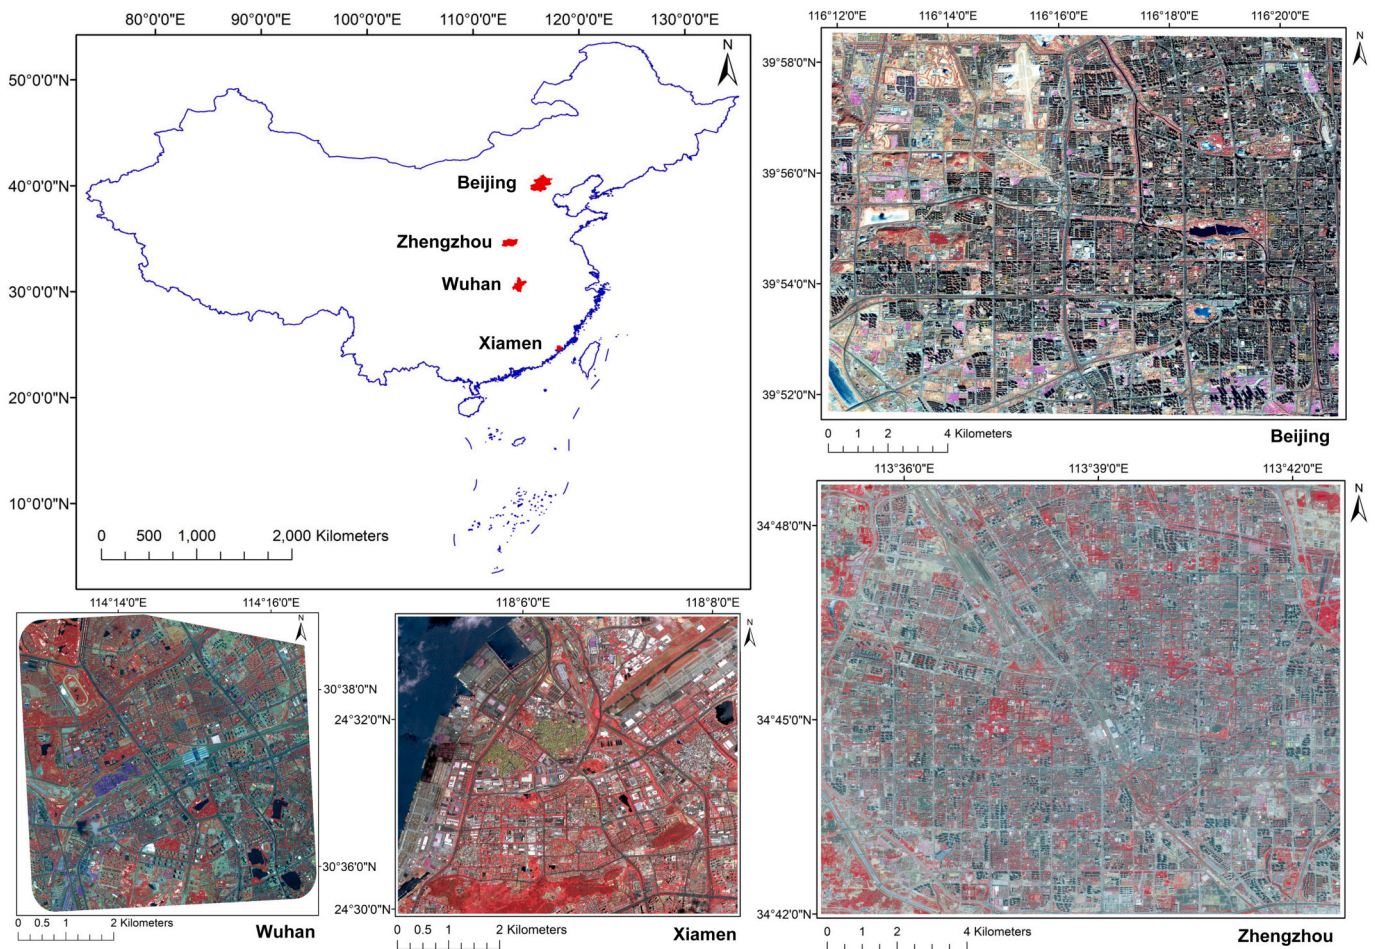 80°0'0"E 90°0'0"E 100°0'0"E 110°0'0"E 120°0'0"E 130°0'0"E
N
50°0'0"N
40°0'0"N
30°0'0"N
20°0'0"N
10°0'0"N
Beijing
Zhengzhou
Wuhan
Xiamen
0 500 1,000 2,000 Kilometers
116°12'0"E 116°14'0"E 116°16'0"E 116°18'0"E 116°20'0"E
N
39°58'0"N
39°56'0"N
39°54'0"N
39°52'0"N
0 1 2 4 Kilometers
Beijing
114°14'0"E 114°16'0"E
N
30°38'0"N
30°36'0"N
0 0.5 1 2 Kilometers
Wuhan
118°6'0"E 118°8'0"E
N
24°32'0"N
24°30'0"N
0 0.5 1 2 Kilometers
Xiamen
113°36'0"E 113°39'0"E 113°42'0"E
N
34°48'0"N
34°45'0"N
34°42'0"N
0 1 2 4 Kilometers
Zhengzhou